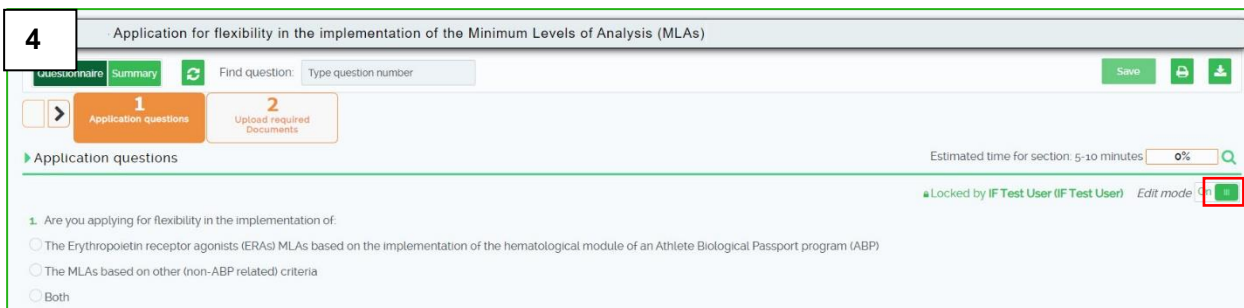 4
Application for flexibility in the implementation of the Minimum Levels of Analysis (MLAs)
Questionnaire Summary Find question: Type question number Save
1 2
Application questions Upload required
Documents
Application questions Estimated time for section: 5-10 minutes 0%
Locked by IF Test User (IF Test User) Edit mode On
1. Are you applying for flexibility in the implementation of:
The Erythropoietin receptor agonists (ERAs) MLAs based on the implementation of the hematological module of an Athlete Biological Passport program (ABP)
The MLAs based on other (non-ABP related) criteria
Both